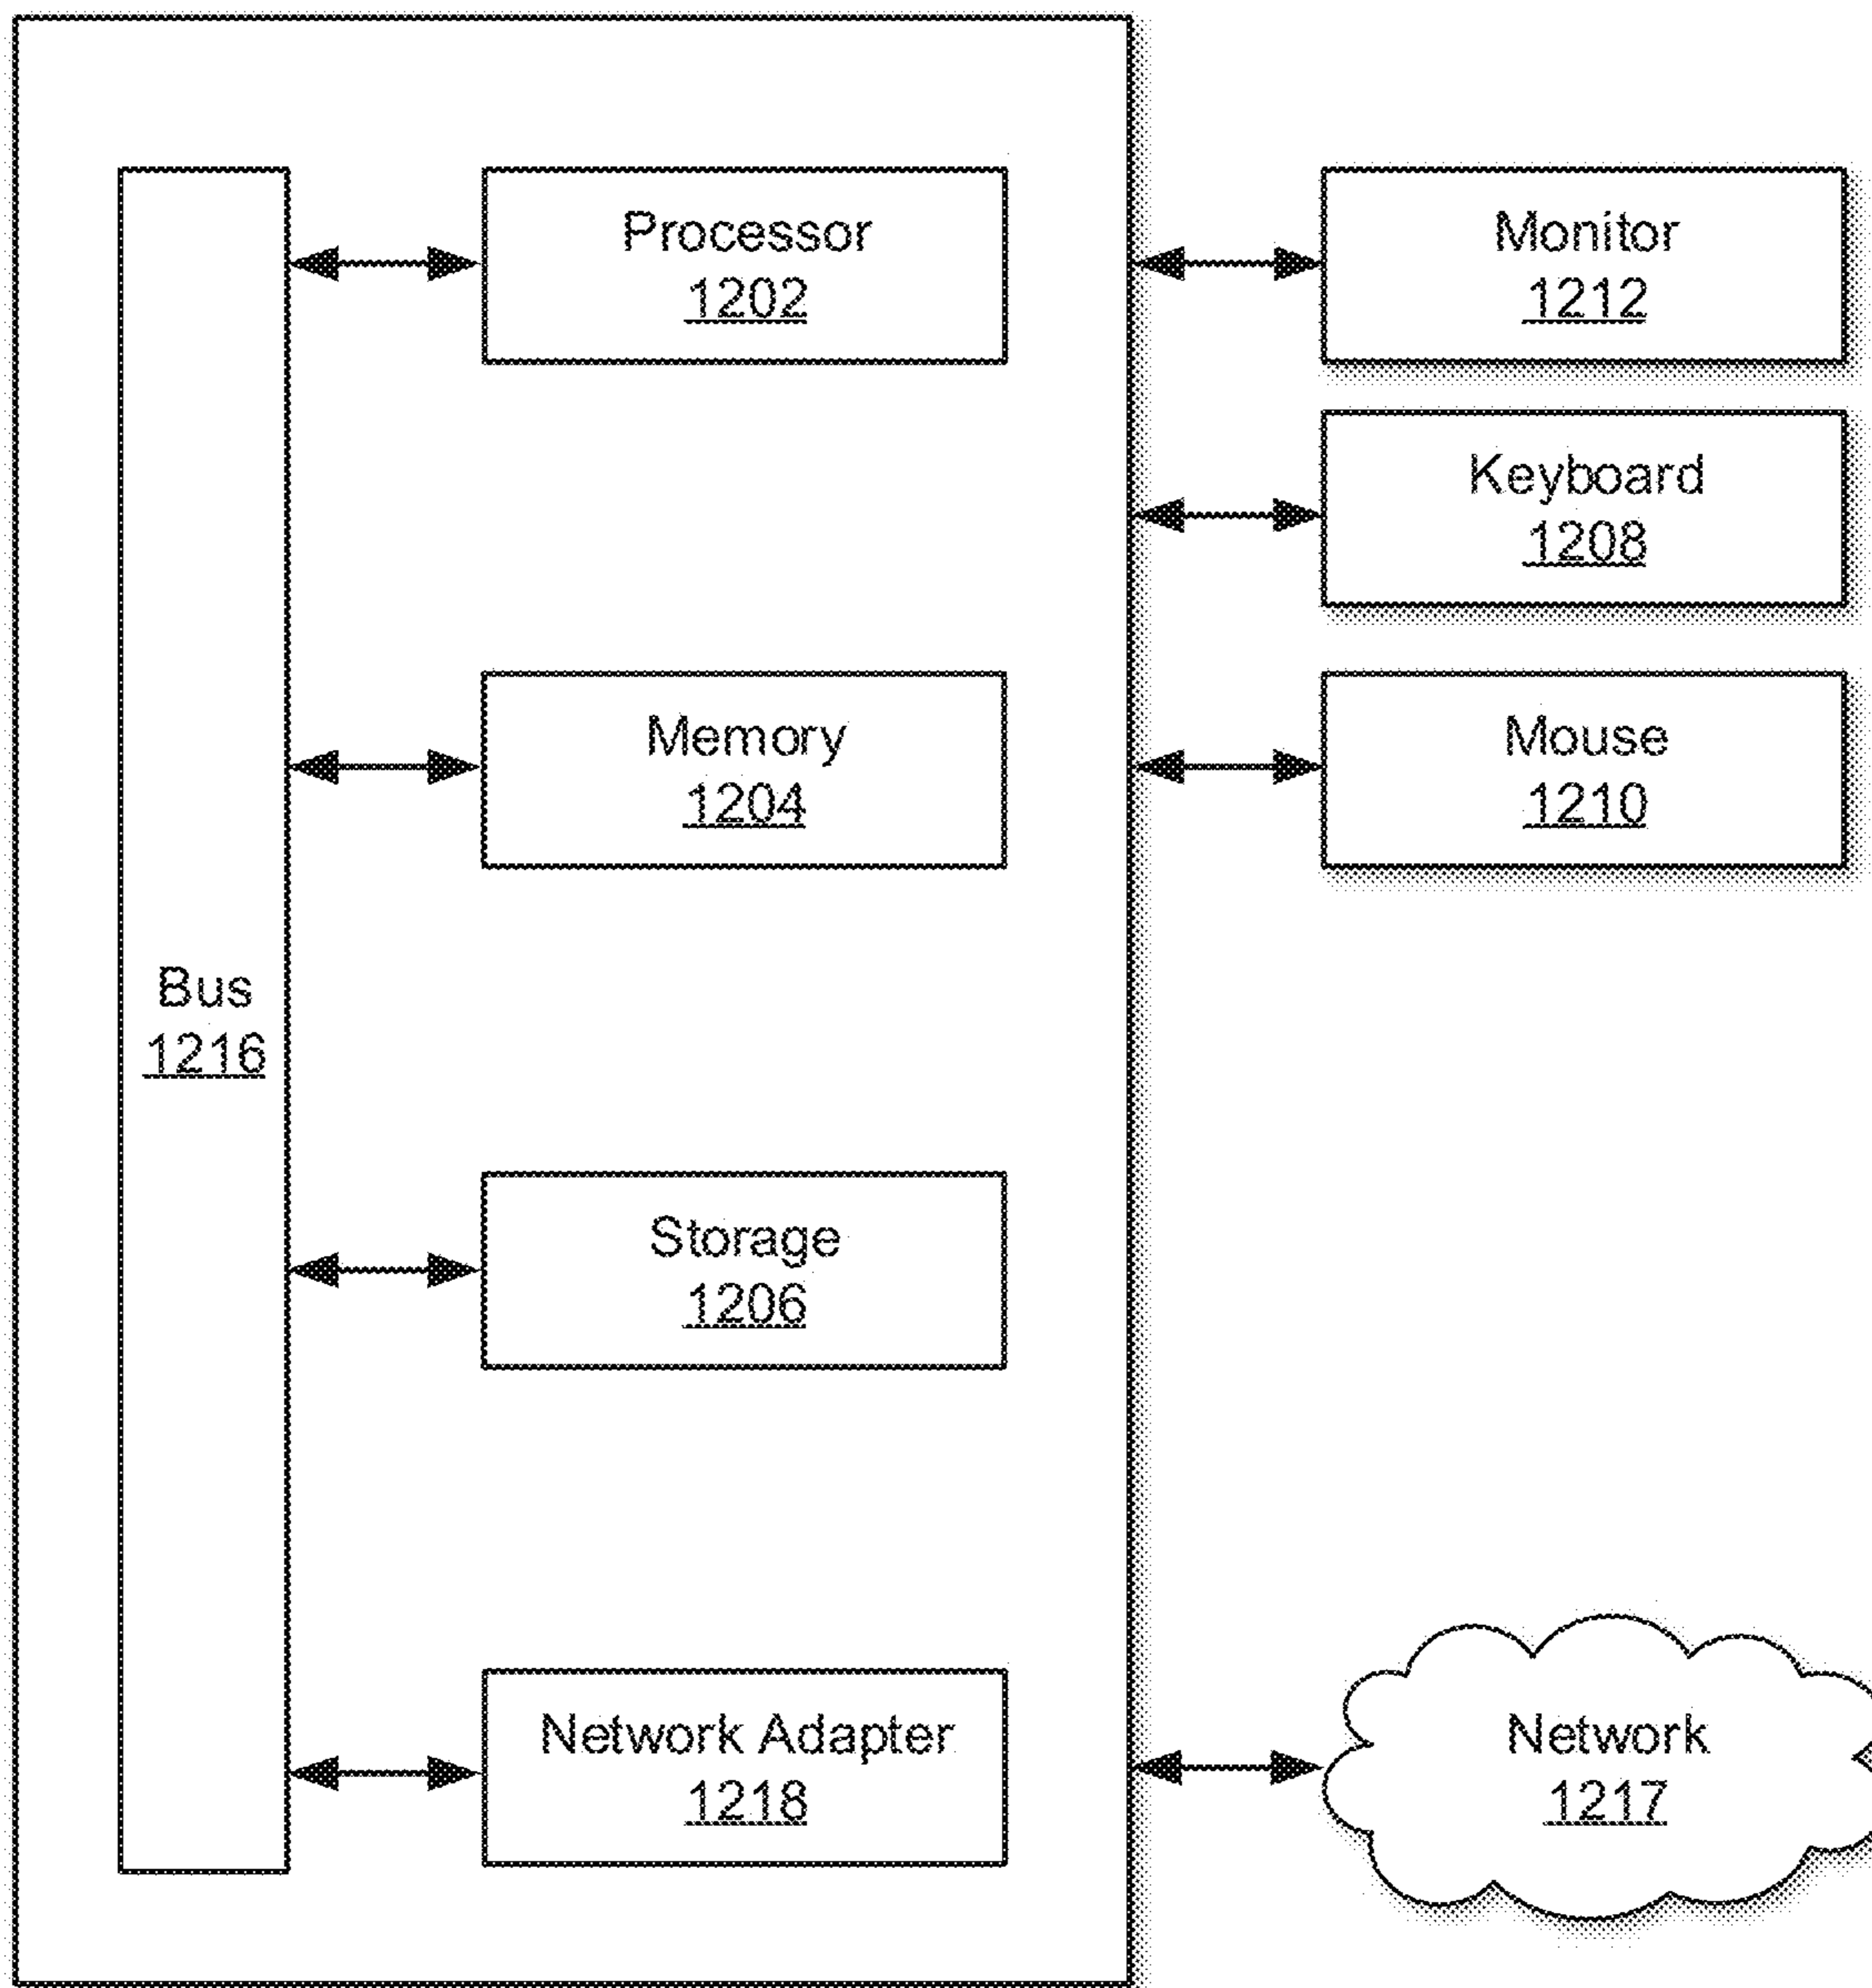 Processor
1202
Monitor
1212
Keyboard
1208
Memory
1204
Mouse
1210
Bus
1216
Storage
1206
Network Adapter
1218
Network
1217